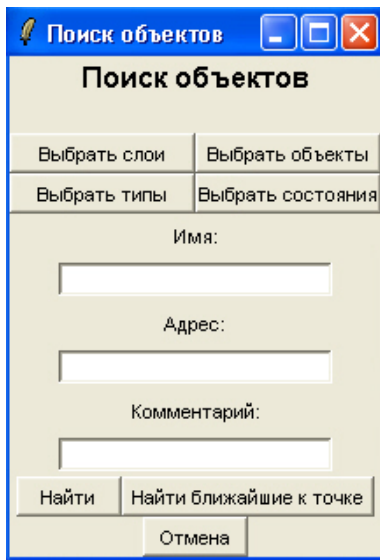 Поиск объектов
Поиск объектов
Выбрать слои Выбрать объекты
Выбрать типы Выбрать состояния
Имя:
Адрес:
Комментарий:
Найти Найти ближайшие к точке
Отмена